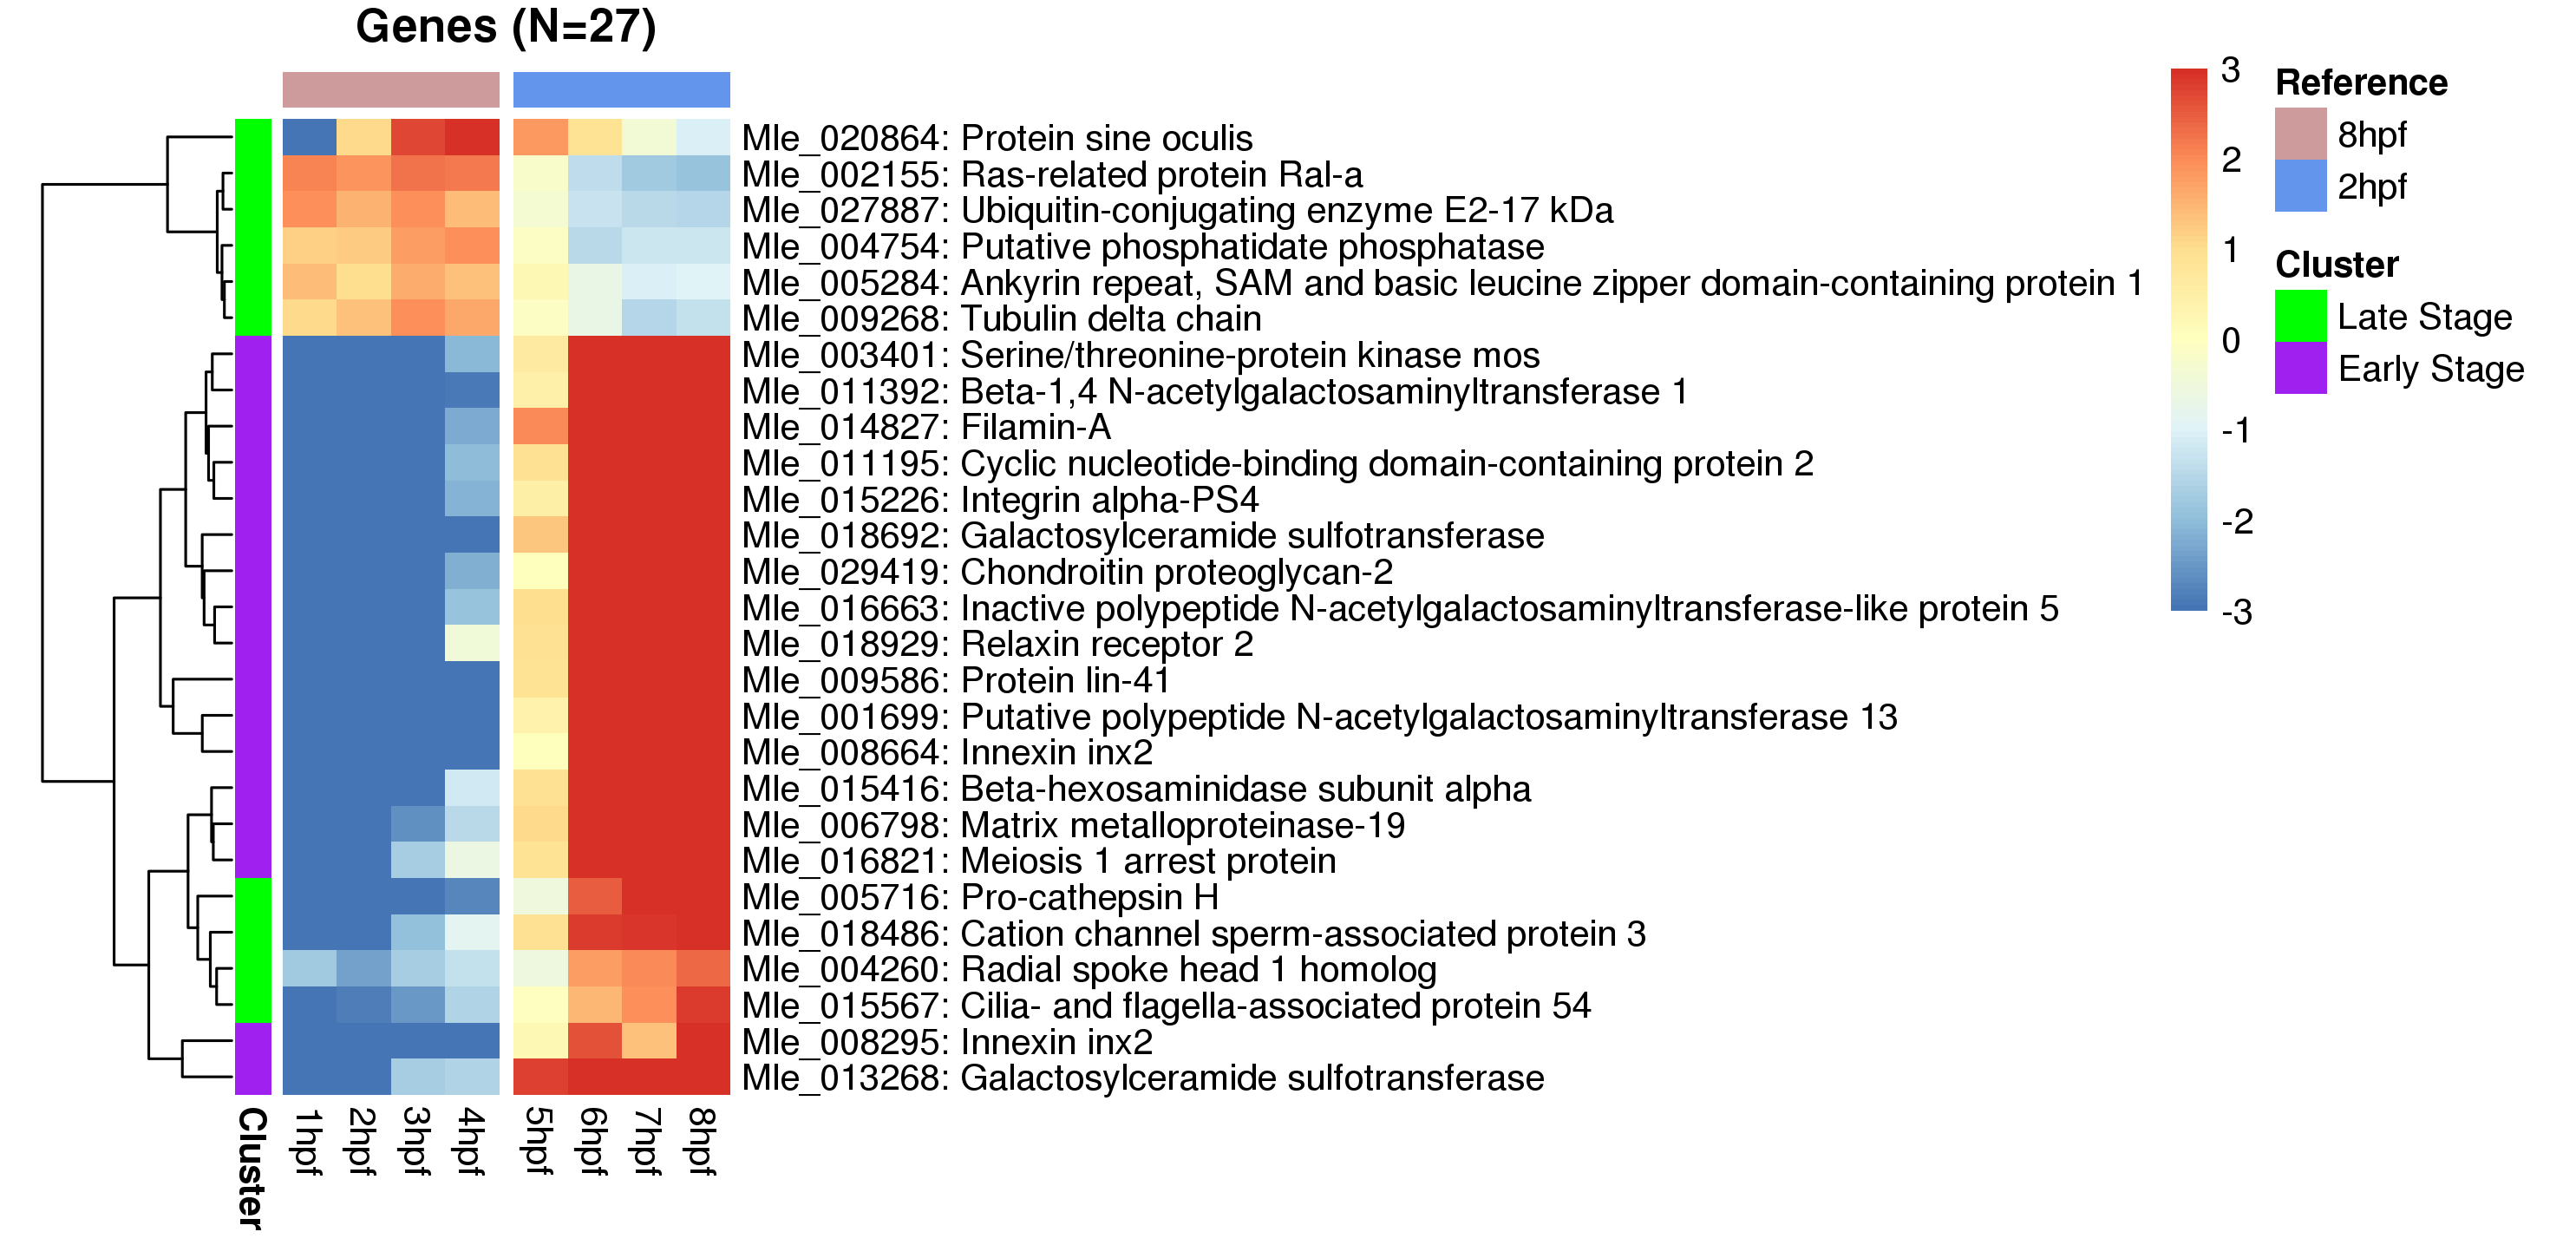 Genes (N=27)
Mle_020864: Protein sine oculis
Mle_002155: Ras-related protein Ral-a
Mle_027887: Ubiquitin-conjugating enzyme E2-17 kDa
Mle_004754: Putative phosphatidate phosphatase
Mle_005284: Ankyrin repeat, SAM and basic leucine zipper domain-containing protein 1
Mle_009268: Tubulin delta chain
Mle_003401: Serine/threonine-protein kinase mos
Mle_011392: Beta-1,4 N-acetylgalactosaminyltransferase 1
Mle_014827: Filamin-A
Mle_011195: Cyclic nucleotide-binding domain-containing protein 2
Mle_015226: Integrin alpha-PS4
Mle_018692: Galactosylceramide sulfotransferase
Mle_029419: Chondroitin proteoglycan-2
Mle_016663: Inactive polypeptide N-acetylgalactosaminyltransferase-like protein 5
Mle_018929: Relaxin receptor 2
Mle_009586: Protein lin-41
Mle_001699: Putative polypeptide N-acetylgalactosaminyltransferase 13
Mle_008664: Innexin inx2
Mle_015416: Beta-hexosaminidase subunit alpha
Mle_006798: Matrix metalloproteinase-19
Mle_016821: Meiosis 1 arrest protein
Mle_005716: Pro-cathepsin H
Mle_018486: Cation channel sperm-associated protein 3
Mle_004260: Radial spoke head 1 homolog
Mle_015567: Cilia- and flagella-associated protein 54
Mle_008295: Innexin inx2
Mle_013268: Galactosylceramide sulfotransferase
Cluster
1hpf
2hpf
3hpf
4hpf
5hpf
6hpf
7hpf
8hpf
3
2
1
0
-1
-2
-3
Reference
8hpf
2hpf
Cluster
Late Stage
Early Stage